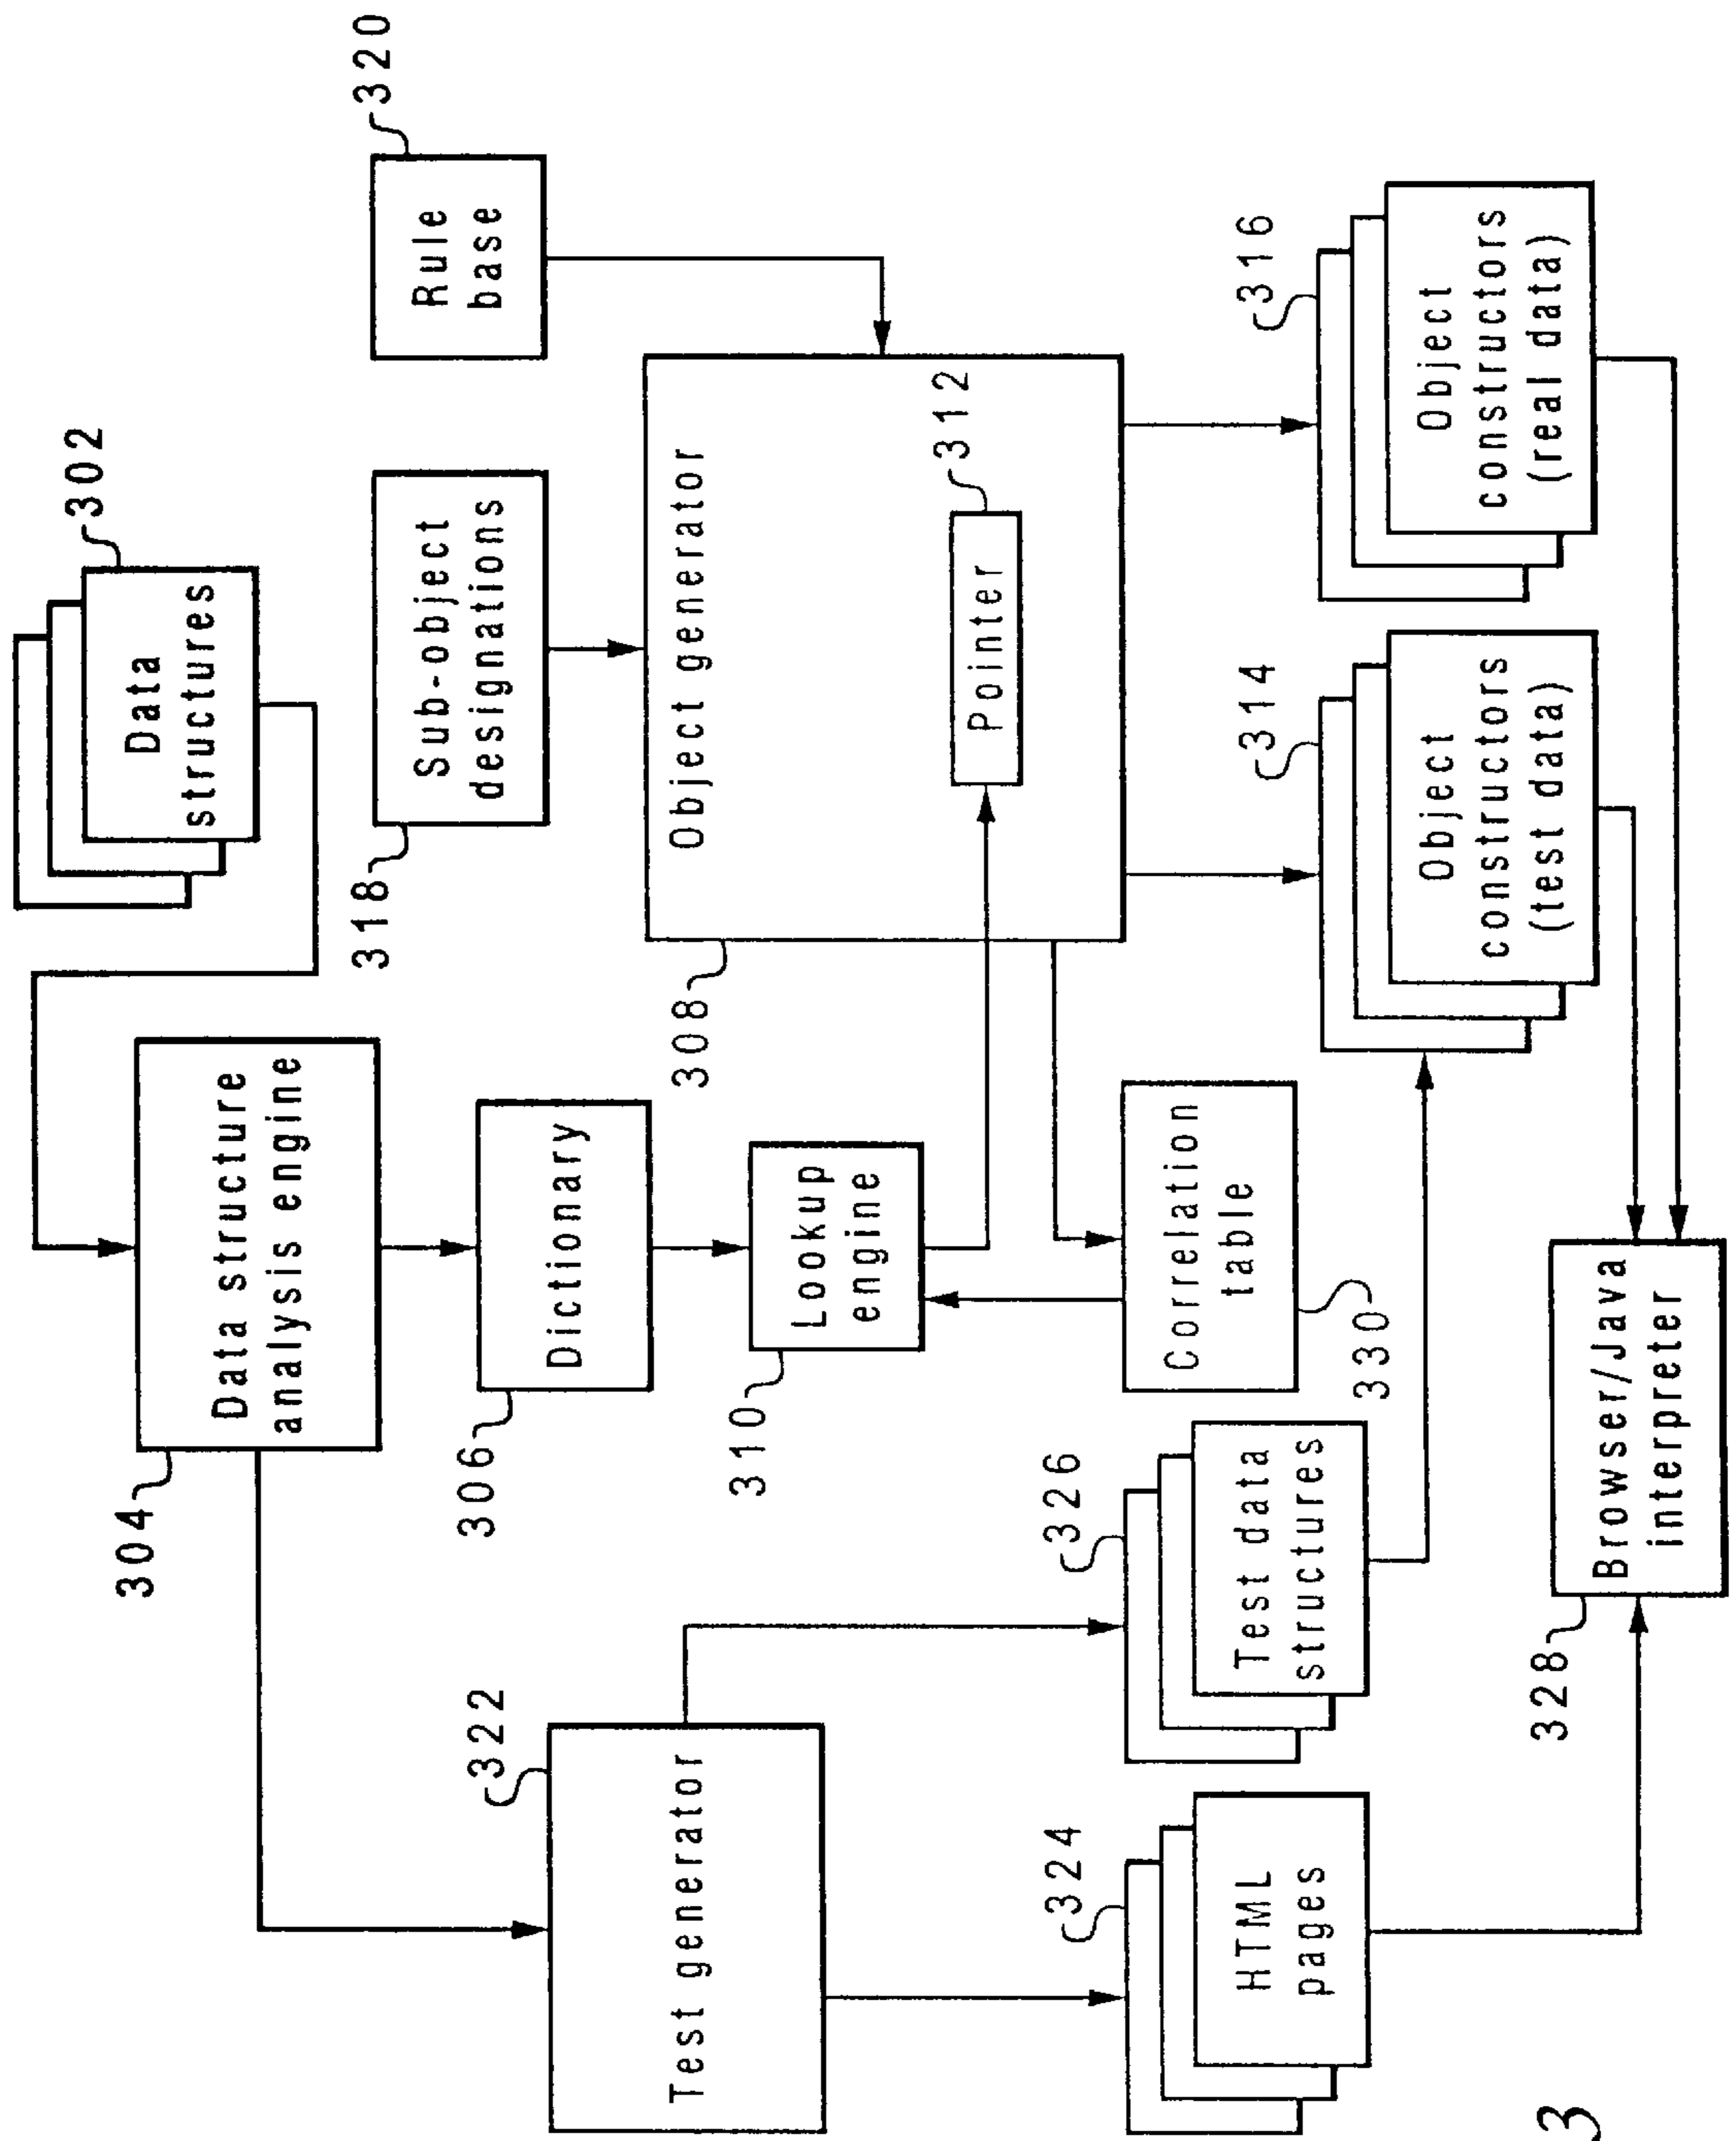 302
Data
structures
304
Data structure
analysis engine
318
Sub-object
designations
320
Rule
base
306
Dictionary
322
Test generator
310
Lookup
engine
308
Object generator
Pointer
312
324
HTML
pages
326
Test data
structures
Correlation
table
330
314
Object
constructors
(test data)
316
Object
constructors
(real data)
328
Browser/Java
interpreter
3